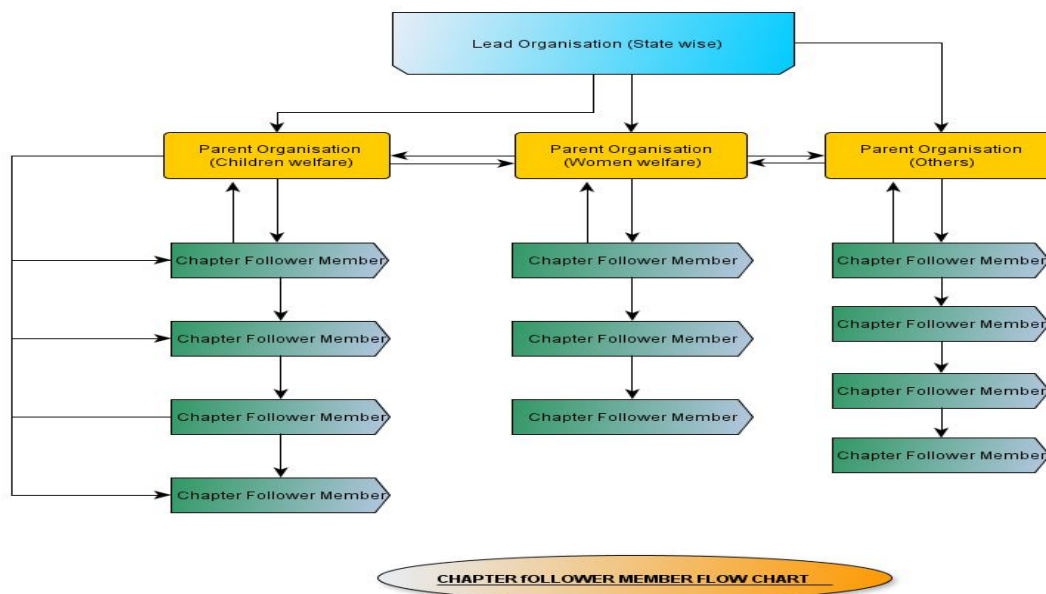 Lead Organisation (State wise)
Parent Organisation
(Children welfare)
Parent Organisation
(Women welfare)
Parent Organisation
(Others)
Chapter Follower Member
Chapter Follower Member
Chapter Follower Member
Chapter Follower Member
Chapter Follower Member
Chapter Follower Member
Chapter Follower Member
Chapter Follower Member
Chapter Follower Member
Chapter Follower Member
Chapter Follower Member
CHAPTER fOLLOWER MEMBER FLOW CHART